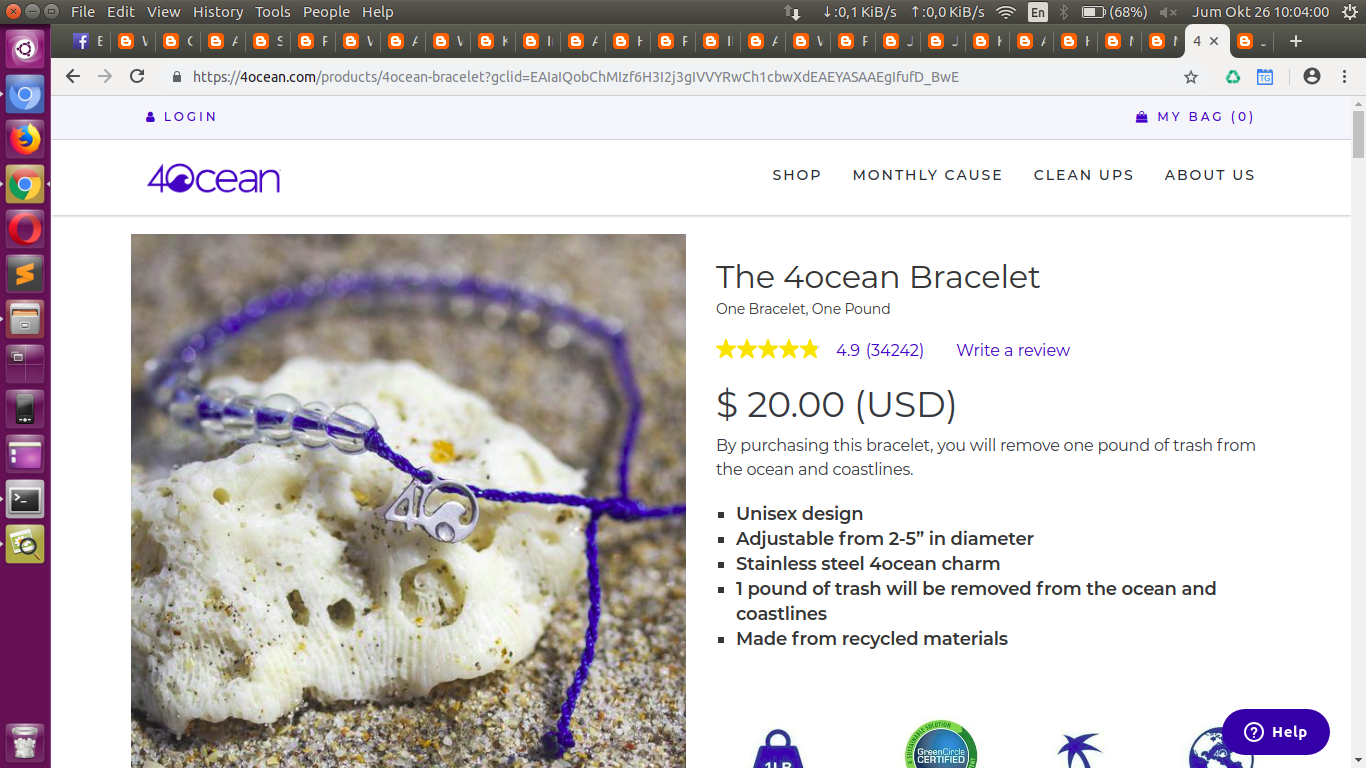 File Edit View History Tools People Help
↓:0,1 KiB/s ↑:0,0 KiB/s En (68%) Jum Okt 26 10:04:00
https://4ocean.com/products/4ocean-bracelet?gclid=EAIaIQobChMIzf6H3I2j3gIVVYRwCh1cbwXdEAEYASAAEgIfufD_BwE
TG
LOGIN
MY BAG (0)
4ocean
SHOP MONTHLY CAUSE CLEAN UPS ABOUT US
The 4ocean Bracelet
One Bracelet, One Pound
4.9 (34242) Write a review
$ 20.00 (USD)
By purchasing this bracelet, you will remove one pound of trash from
the ocean and coastlines.
Unisex design
Adjustable from 2-5” in diameter
Stainless steel 4ocean charm
1 pound of trash will be removed from the ocean and
coastlines
Made from recycled materials
4O
1LB
GreenCircle
CERTIFIED
Help